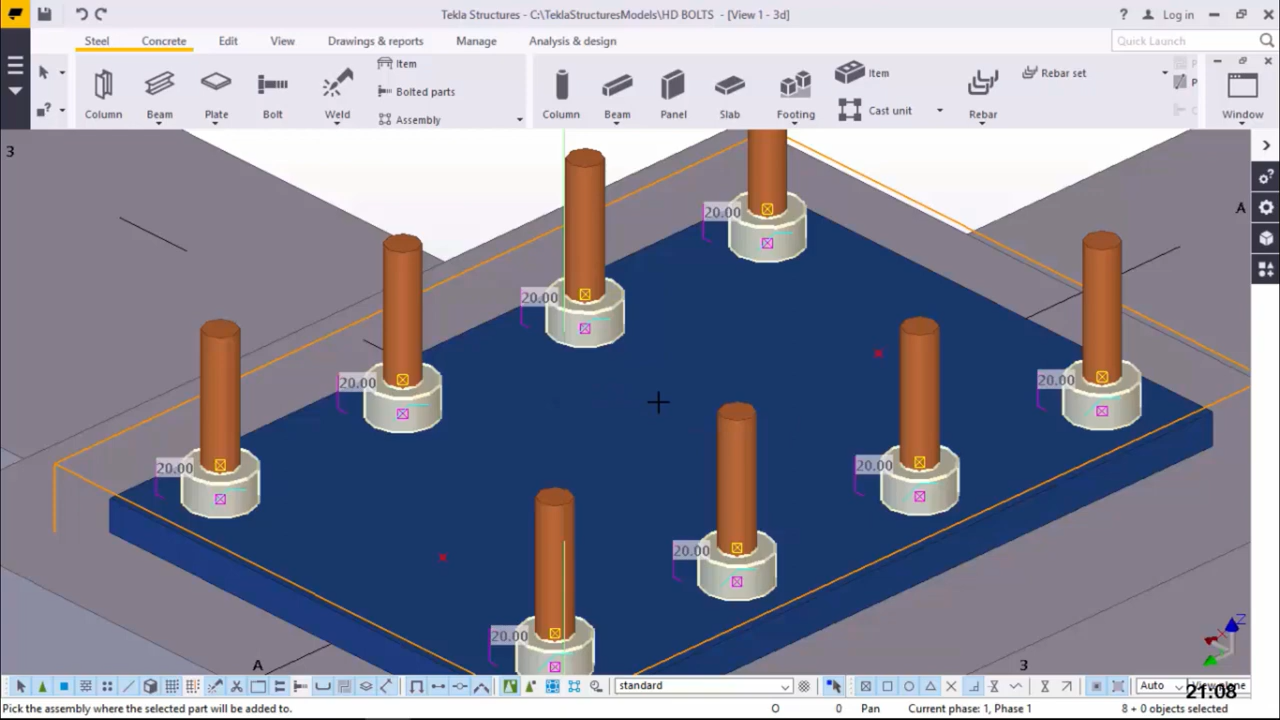 Tekla Structures - C:\TeklaStructuresModels\HD BOLTS - [View 1 - 3d]
? Log in
Steel Concrete Edit View Drawings & reports Manage Analysis & design
Quick Launch
Column Beam Plate Bolt Weld
Item
Bolted parts
Assembly
Column Beam Panel Slab Footing
Item
Cast unit
Rebar
Rebar set
Window
3
A
20.00
20.00
20.00
20.00
20.00
20.00
20.00
20.00
A
3
Z
standard
Auto
21:08
Pick the assembly where the selected part will be added to.
O 0 Pan Current phase: 1, Phase 1 8 + 0 objects selected